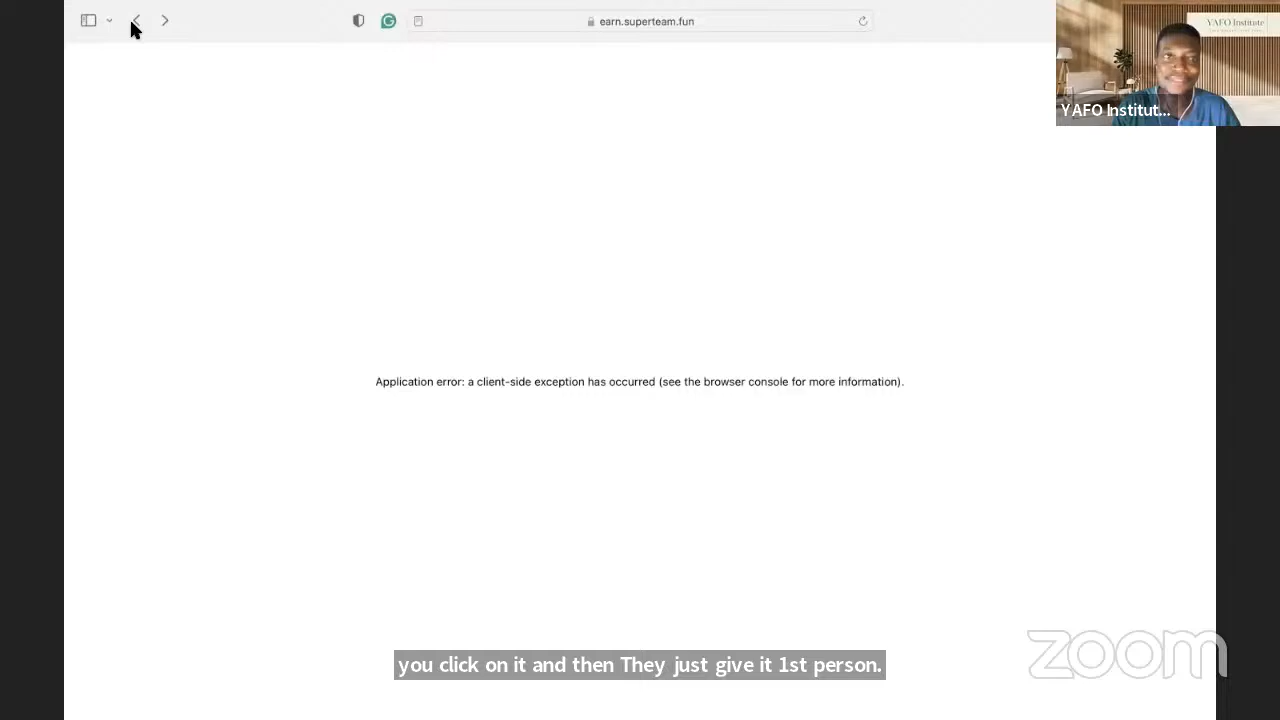 earn.superteam.fun
YAFO Institute
YAFO Institut...
Application error: a client-side exception has occurred (see the browser console for more information).
you click on it and then They just give it 1st person.
zoom